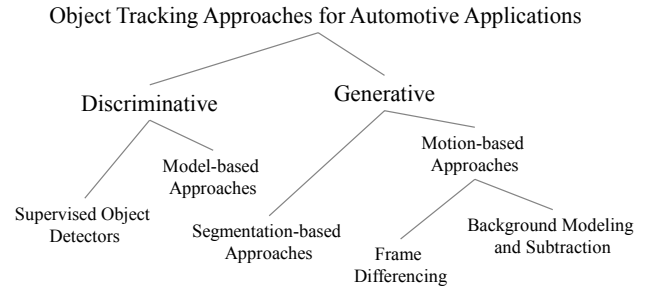 Object Tracking Approaches for Automotive Applications
Discriminative
Generative
Model-based
Approaches
Motion-based
Approaches
Supervised Object
Detectors
Segmentation-based
Approaches
Background Modeling
and Subtraction
Frame
Differencing